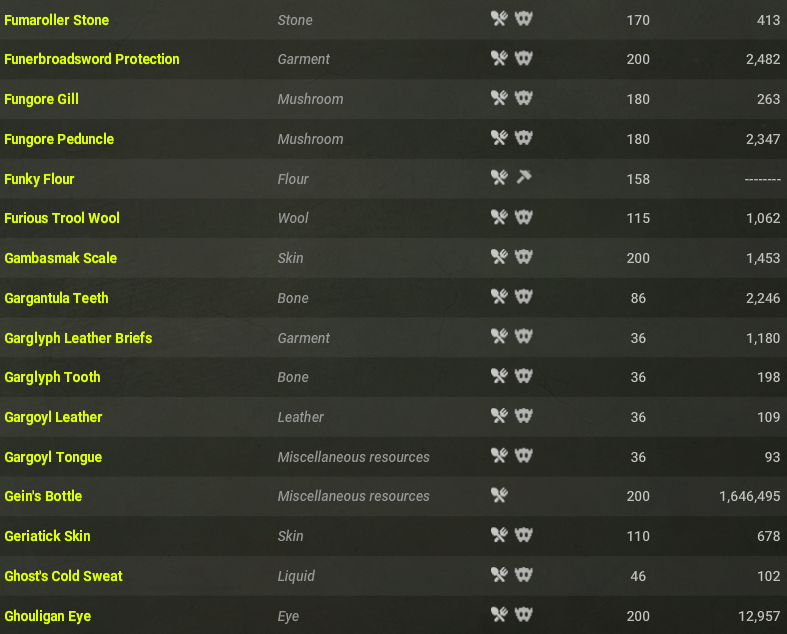 Fumaroller Stone Stone 170 413
Funerbroadsword Protection Garment 200 2,482
Fungore Gill Mushroom 180 263
Fungore Peduncle Mushroom 180 2,347
Funky Flour Flour 158 --------
Furious Trool Wool Wool 115 1,062
Gambasmak Scale Skin 200 1,453
Gargantula Teeth Bone 86 2,246
Garglyph Leather Briefs Garment 36 1,180
Garglyph Tooth Bone 36 198
Gargoyl Leather Leather 36 109
Gargoyl Tongue Miscellaneous resources 36 93
Gein's Bottle Miscellaneous resources 200 1,646,495
Geriatick Skin Skin 110 678
Ghost's Cold Sweat Liquid 46 102
Ghouligan Eye Eye 200 12,957